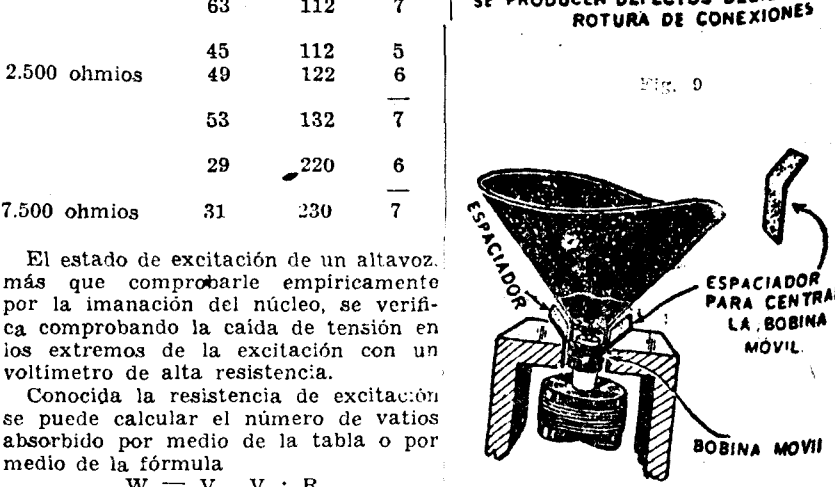 63 112 7
45 112 5
2.500 ohmios 49 122 6
53 132 7
29 220 6
7.500 ohmios 31 230 7
El estado de excitación de un altavoz.
más que comprobarle empíricamente
por la imanación del núcleo, se verifi-
ca comprobando la caída de tensión en
los extremos de la excitación con un
voltímetro de alta resistencia.
Conocida la resistencia de excitación
se puede calcular el número de vatios
absorbido por medio de la tabla o por
medio de la fórmula
W = V V : R
SE PRODUCEN DEFECTOS
ROTURA DE CONEXIONES
Fig. 9
ESPACIADOR
ESPACIADOR
PARA CENTRA
LA BOBINA
MÓVIL.
BOBINA MOVIL